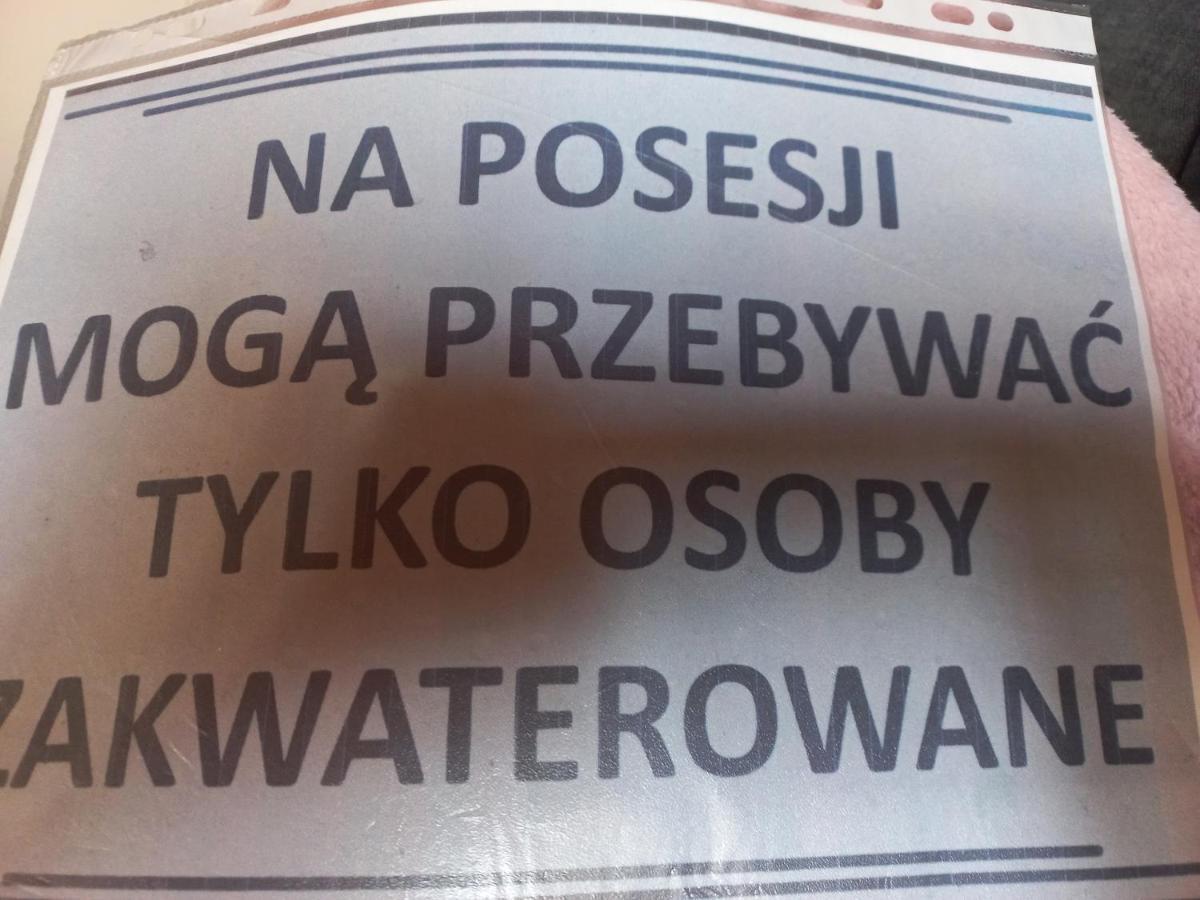 NA POSESJI
MOGĄ PRZEBYWAĆ
TYLKO OSOBY
ZAKWATEROWANE